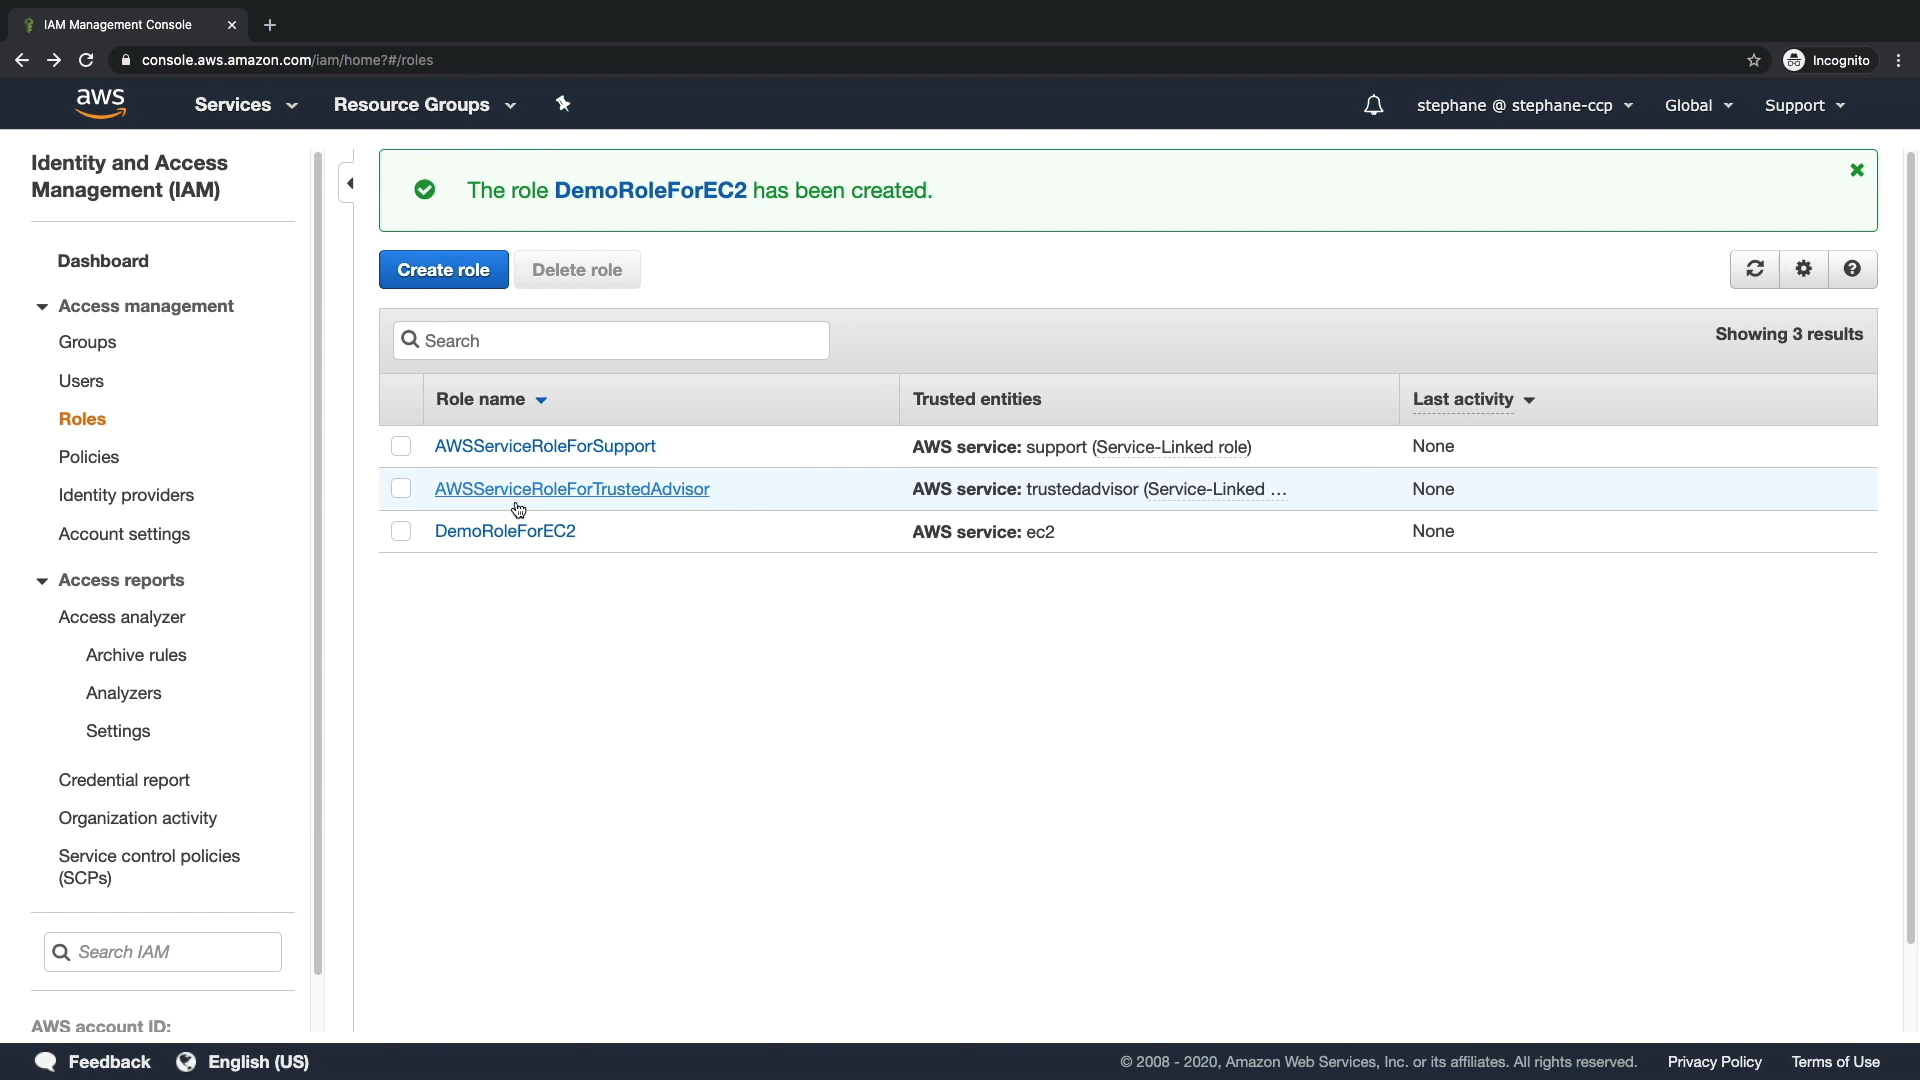 IAM Management Console
console.aws.amazon.com/iam/home?#/roles
Incognito
aws
Services
Resource Groups
stephane @ stephane-ccp
Global
Support
Identity and Access
Management (IAM)
Dashboard
Access management
Groups
Users
Roles
Policies
Identity providers
Account settings
Access reports
Access analyzer
Archive rules
Analyzers
Settings
Credential report
Organization activity
Service control policies
(SCPs)
Search IAM
AWS account ID:
The role DemoRoleForEC2 has been created.
Create role
Delete role
Search
Showing 3 results
Role name Trusted entities Last activity
AWSServiceRoleForSupport AWS service: support (Service-Linked role) None
AWSServiceRoleForTrustedAdvisor AWS service: trustedadvisor (Service-Linked ... None
DemoRoleForEC2 AWS service: ec2 None
Feedback
English (US)
© 2008 - 2020, Amazon Web Services, Inc. or its affiliates. All rights reserved.
Privacy Policy
Terms of Use